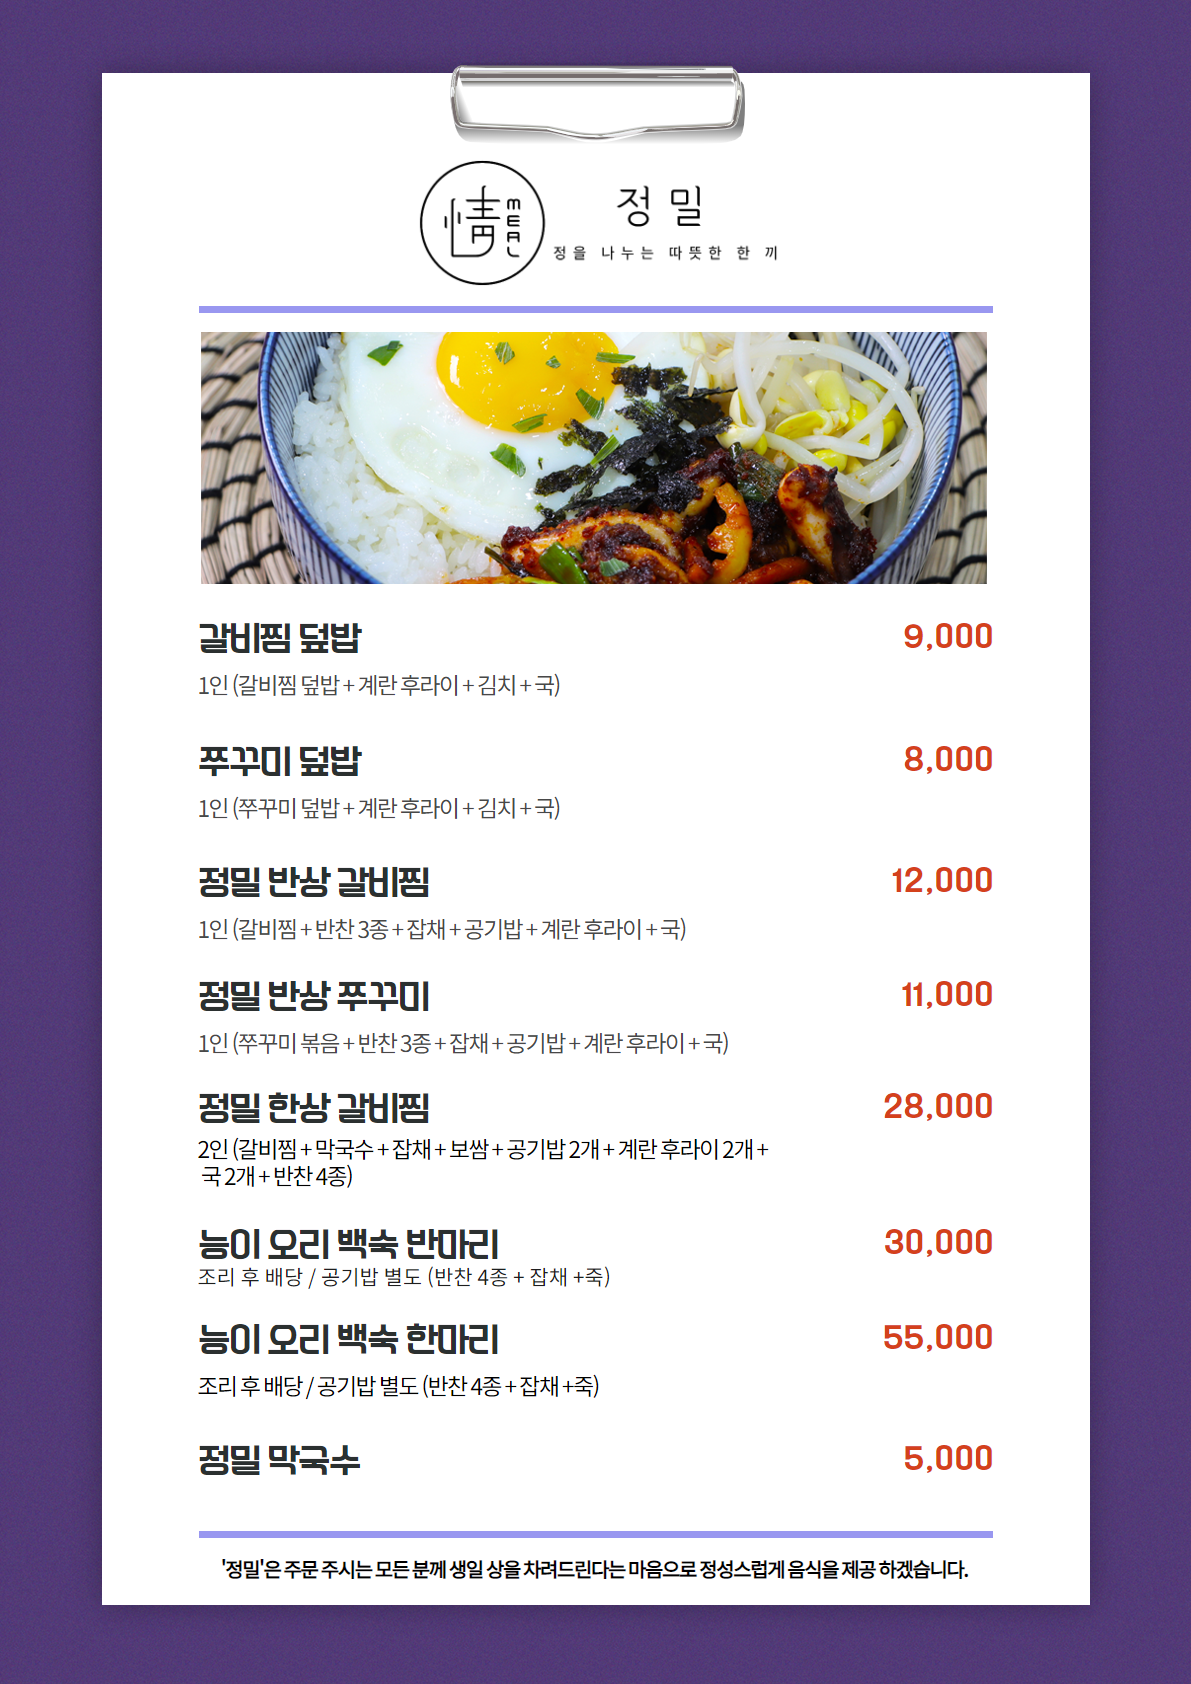 情 MEAL
정밀
정을 나누는 따뜻한 한 끼
갈비찜 덮밥 9,000
1인 (갈비찜 덮밥 + 계란 후라이 + 김치 + 국)
쭈꾸미 덮밥 8,000
1인 (쭈꾸미 덮밥 + 계란 후라이 + 김치 + 국)
정밀 반상 갈비찜 12,000
1인 (갈비찜 + 반찬 3종 + 잡채 + 공기밥 + 계란 후라이 + 국)
정밀 반상 쭈꾸미 11,000
1인 (쭈꾸미 볶음 + 반찬 3종 + 잡채 + 공기밥 + 계란 후라이 + 국)
정밀 한상 갈비찜 28,000
2인 (갈비찜 + 막국수 + 잡채 + 보쌈 + 공기밥 2개 + 계란 후라이 2개 +
국 2개 + 반찬 4종)
능이 오리 백숙 반마리 30,000
조리 후 배당 / 공기밥 별도 (반찬 4종 + 잡채 +죽)
능이 오리 백숙 한마리 55,000
조리 후 배당 / 공기밥 별도 (반찬 4종 + 잡채 +죽)
정밀 막국수 5,000
'정밀'은 주문 주시는 모든 분께 생일 상을 차려드린다는 마음으로 정성스럽게 음식을 제공 하겠습니다.